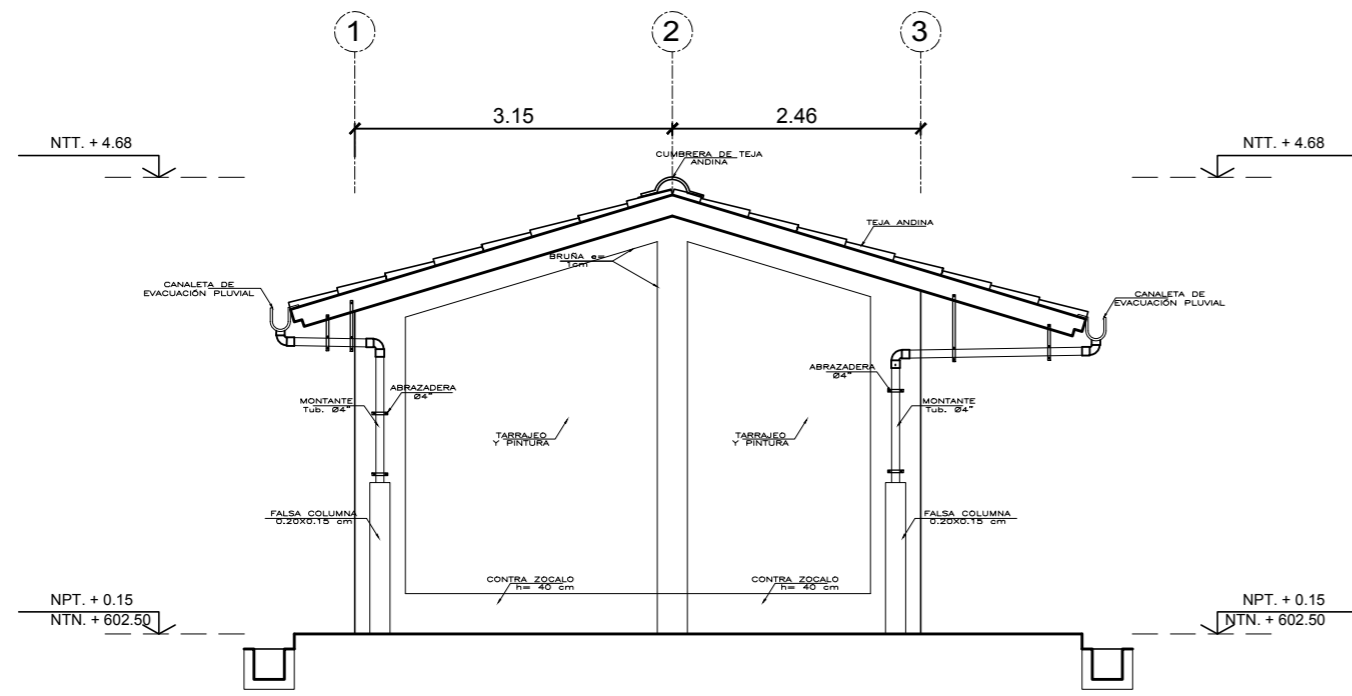 1
2
3
3.15
2.46
NTT. + 4.68
NTT. + 4.68
CUMBRERA DE TEJA
ANDINA
TEJA ANDINA
BRUÑA e=
1cm
CANALETA DE
EVACUACIÓN PLUVIAL
CANALETA DE
EVACUACIÓN PLUVIAL
ABRAZADERA
Ø4"
ABRAZADERA
Ø4"
MONTANTE
Tub. Ø4"
MONTANTE
Tub. Ø4"
TARRAJEO
Y PINTURA
TARRAJEO
Y PINTURA
FALSA COLUMNA
0.20X0.15 cm
FALSA COLUMNA
0.20X0.15 cm
CONTRA ZOCALO
h= 40 cm
CONTRA ZOCALO
h= 40 cm
NPT. + 0.15
NTN. + 602.50
NPT. + 0.15
NTN. + 602.50